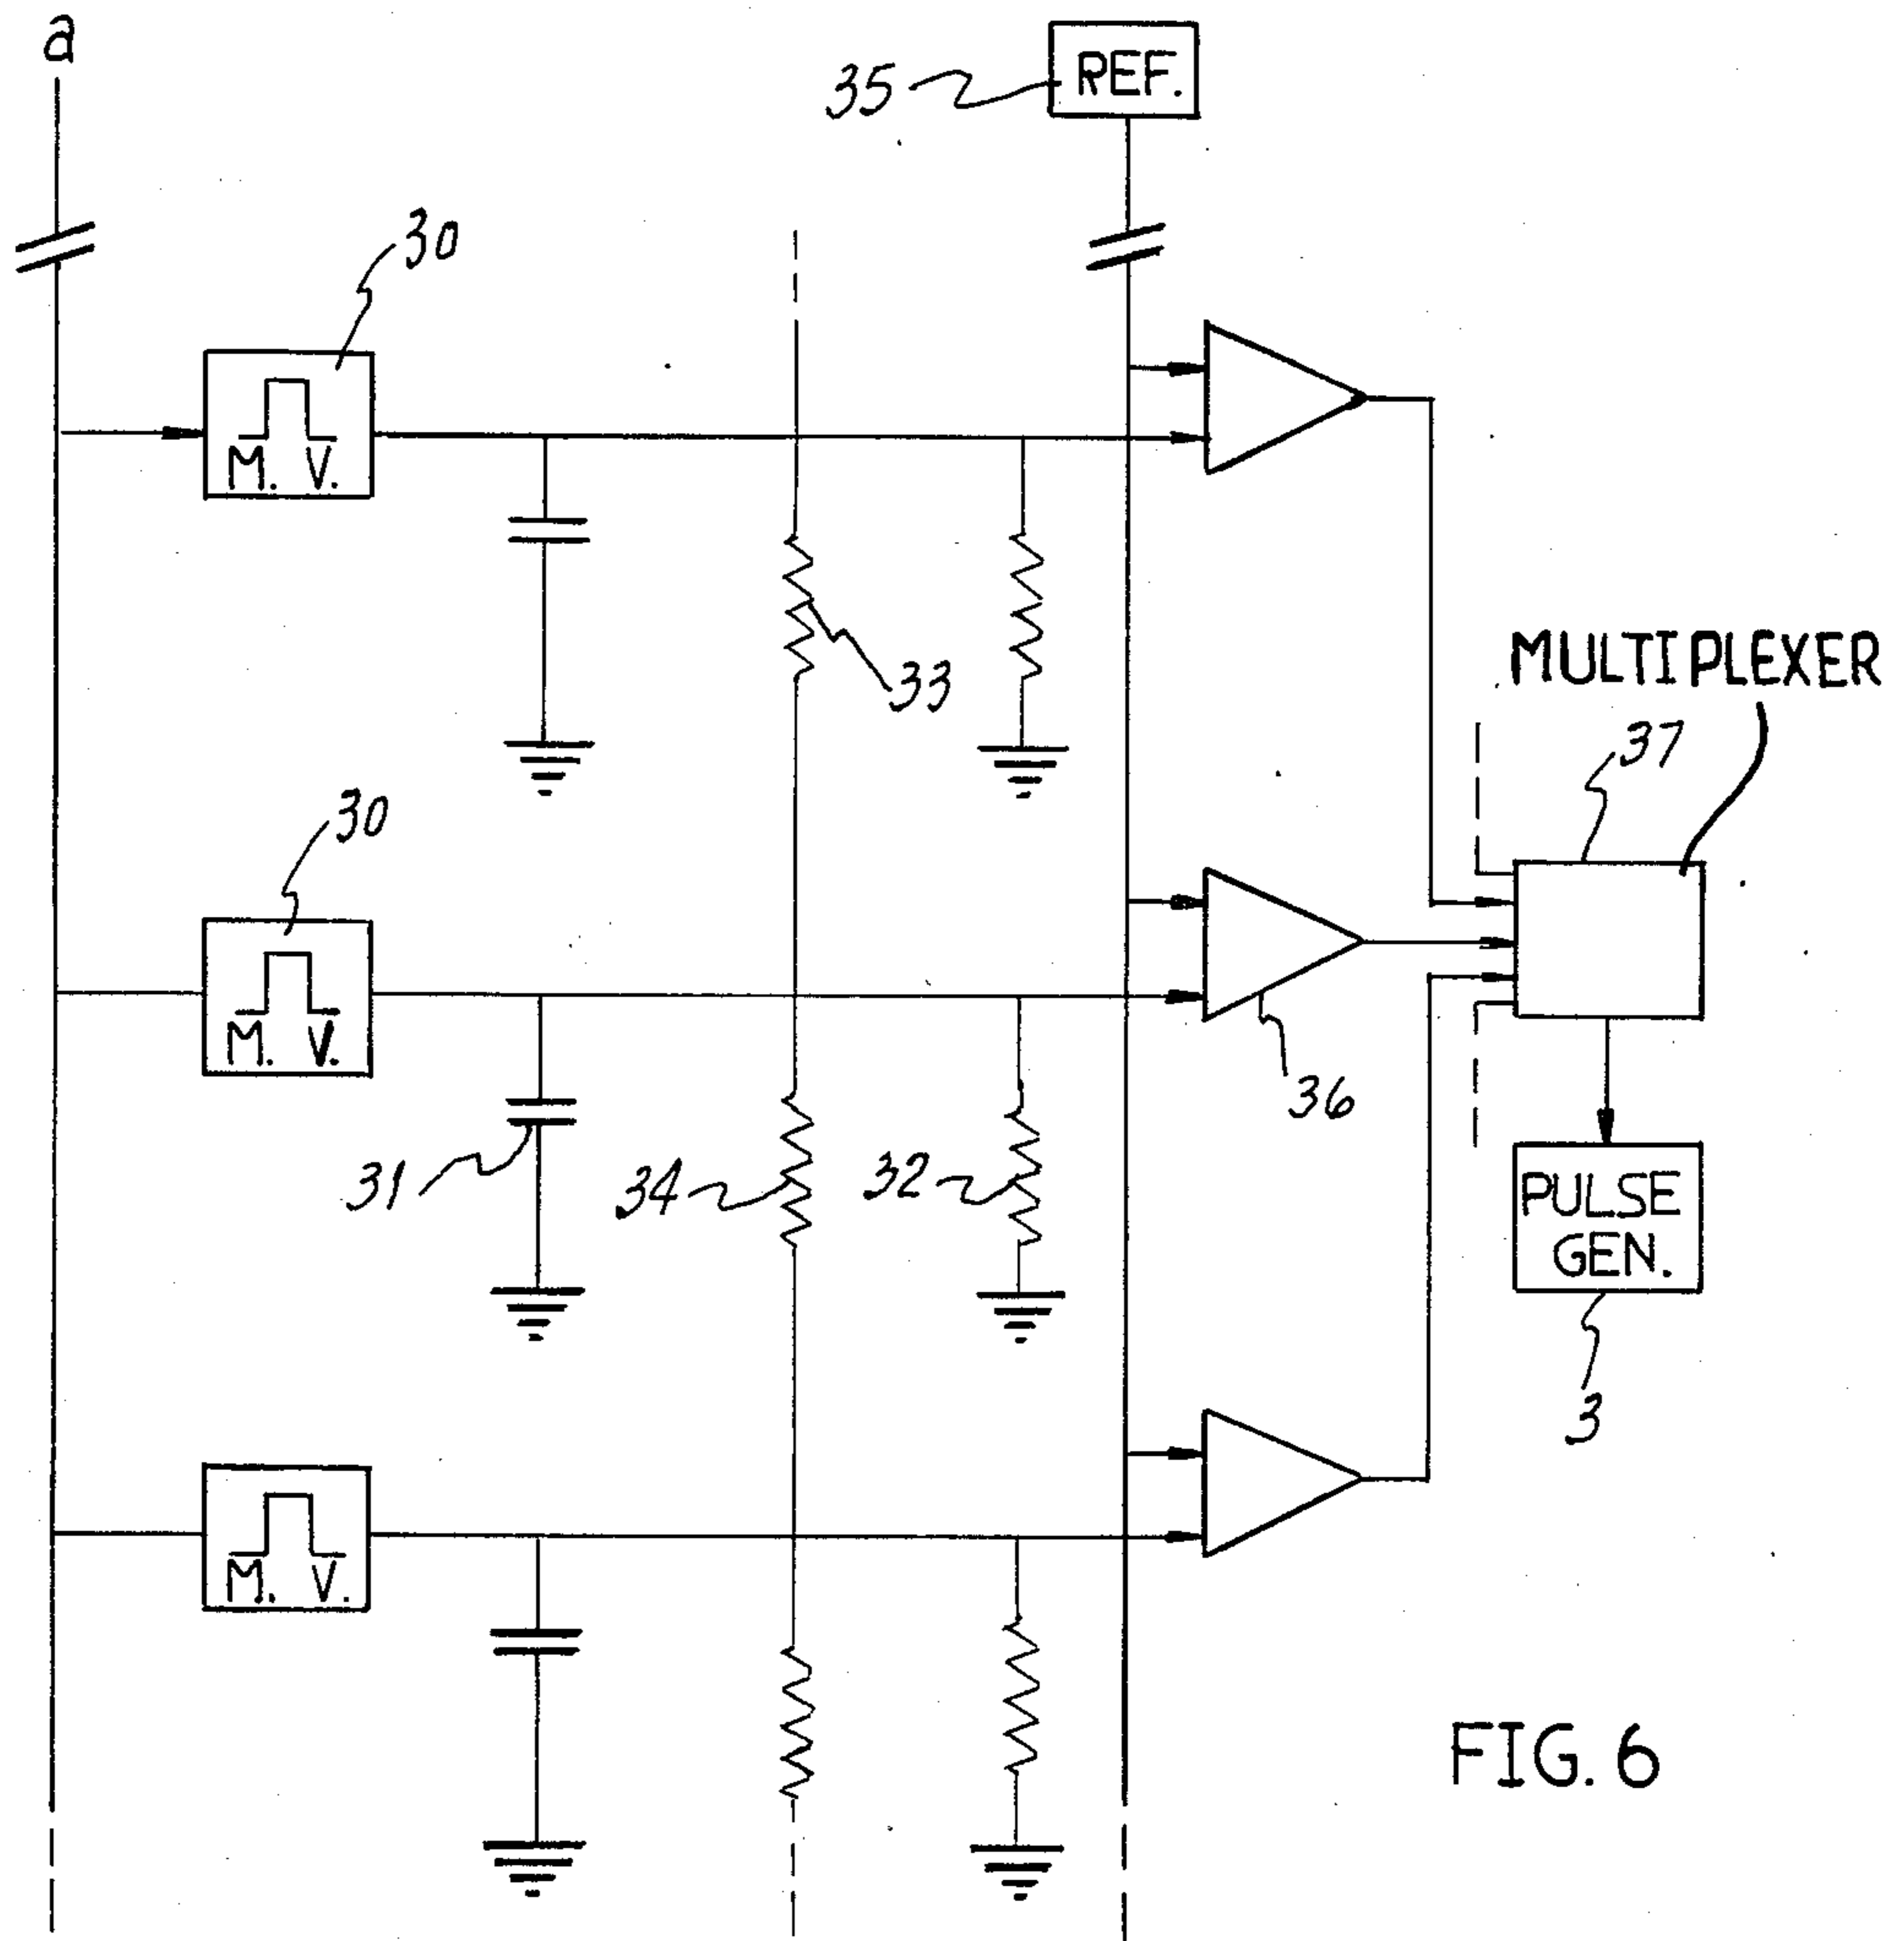 a
REF.
35
30
M. V.
33
MULTIPLEXER
37
30
M. V.
36
31
34
32
PULSE
GEN.
3
M. V.
FIG. 6